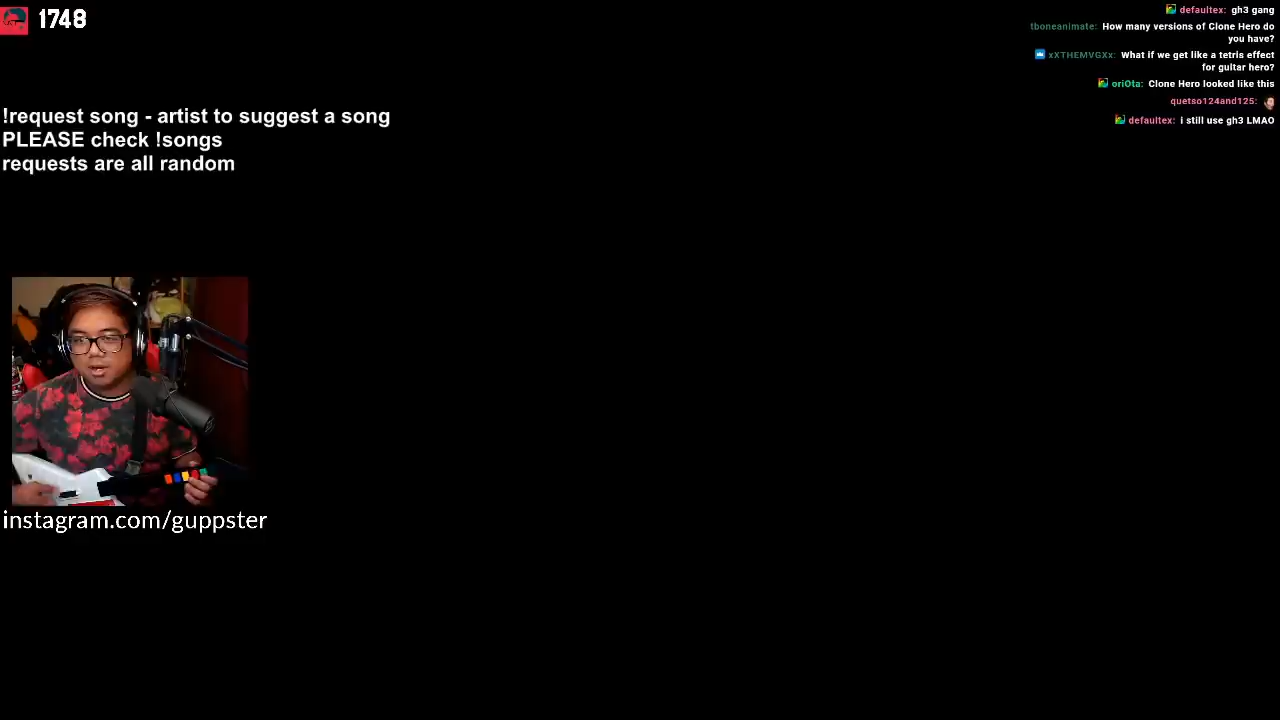 1748
!request song - artist to suggest a song
PLEASE check !songs
requests are all random
instagram.com/guppster
defaultex: gh3 gang
tboneanimate: How many versions of Clone Hero do
you have?
xXTHEMVGXx: What if we get like a tetris effect
for guitar hero?
oriOta: Clone Hero looked like this
quetso124and125:
defaultex: i still use gh3 LMAO